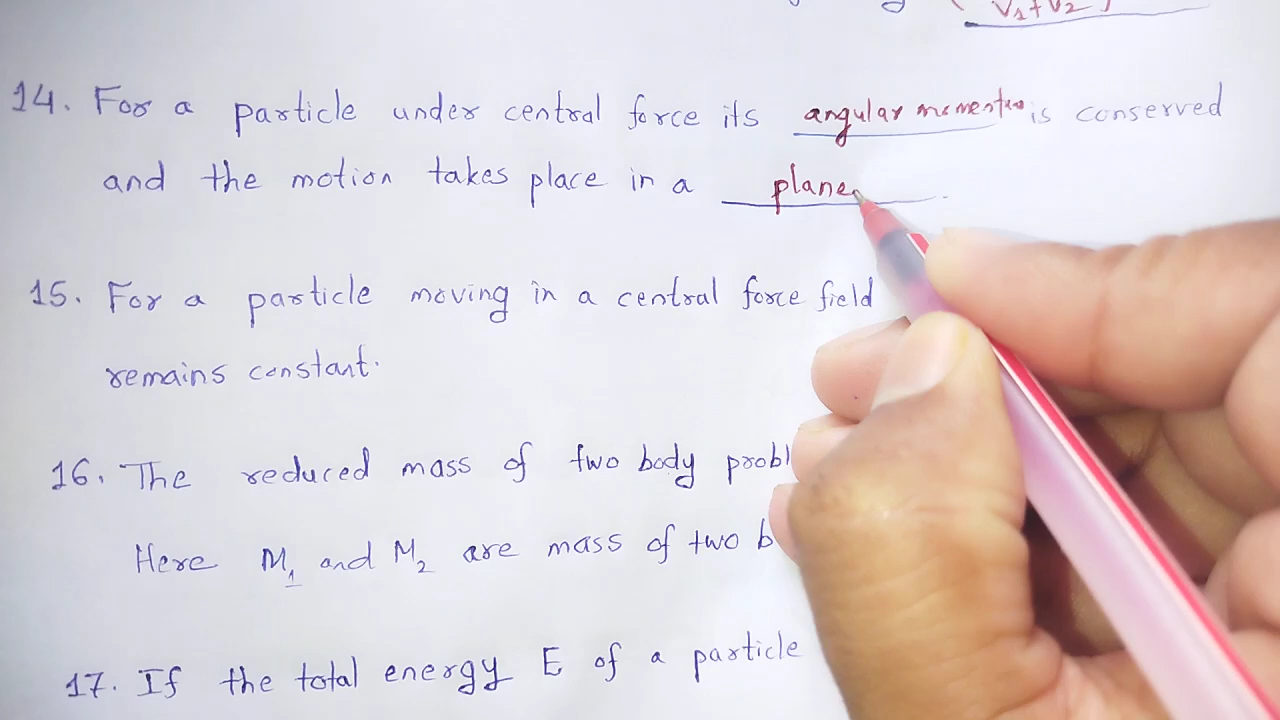 V1+V2
14. For a particle under central force its angular momentum is conserved
and the motion takes place in a plane.
15. For a particle moving in a central force field
remains constant.
16. The reduced mass of two body
Here M1 and M2 are mass of two
17. If the total energy E of a particle